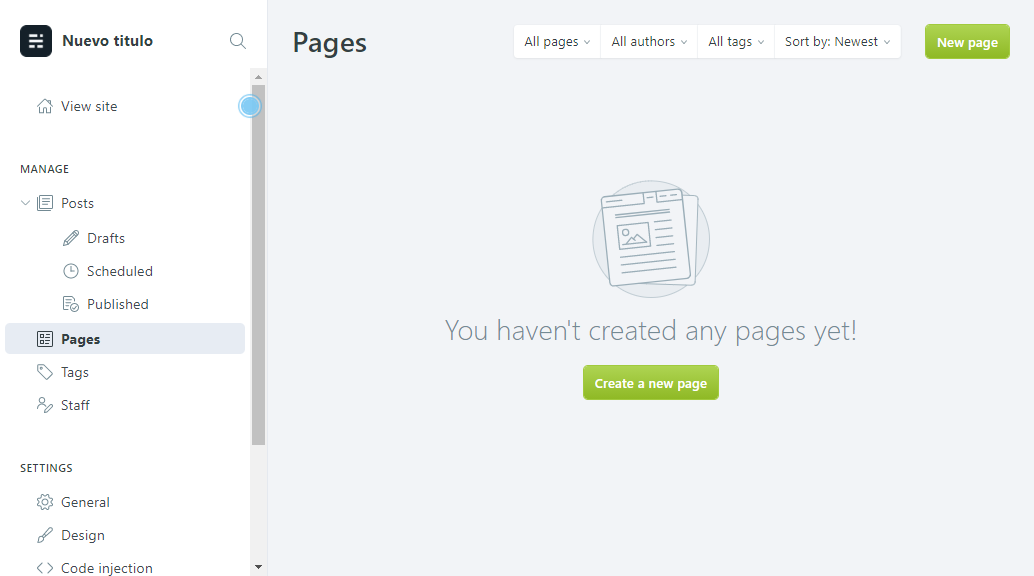 Nuevo titulo
Pages
All pages
All authors
All tags
Sort by: Newest
New page
View site
MANAGE
Posts
Drafts
Scheduled
Published
Pages
Tags
Staff
You haven't created any pages yet!
Create a new page
SETTINGS
General
Design
Code injection